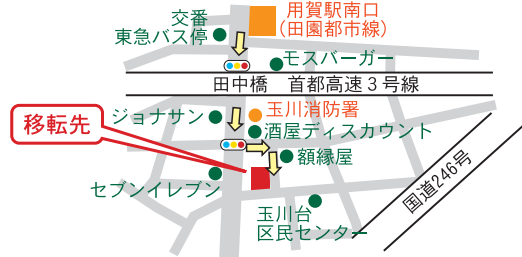 交番
用賀駅南口
(田園都市線)
東急バス停
モスバーガー
田中橋 首都高速3号線
ジョナサン
玉川消防署
移転先
酒屋ディスカウント
額縁屋
セブンイレブン
国道246号
玉川台
区民センター